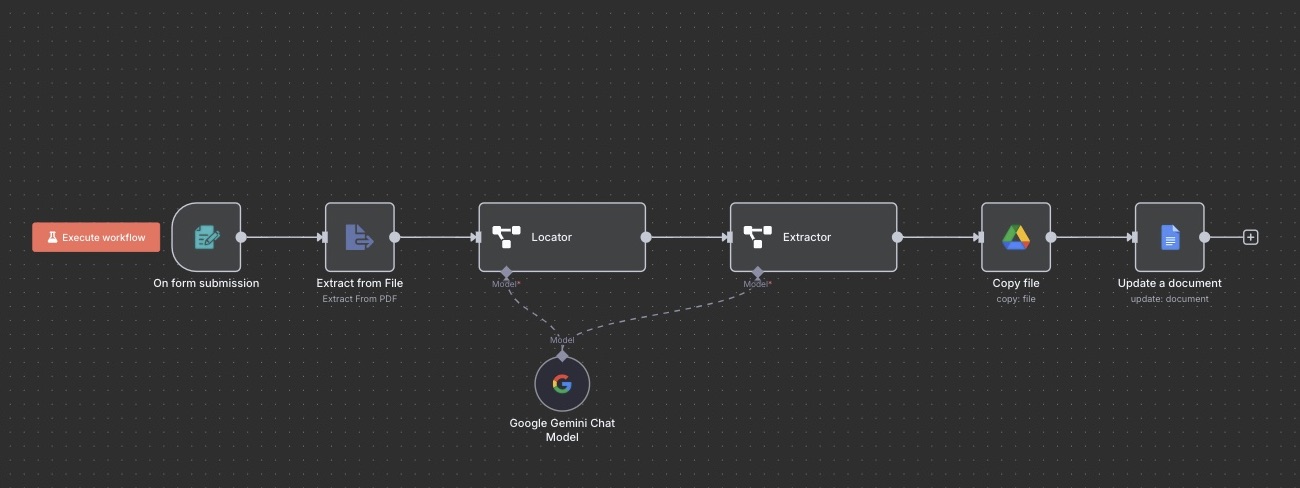 Execute workflow
On form submission
Extract from File
Extract From PDF
Locator
Model*
Extractor
Model*
Copy file
copy: file
Update a document
update: document
Model
Google Gemini Chat
Model